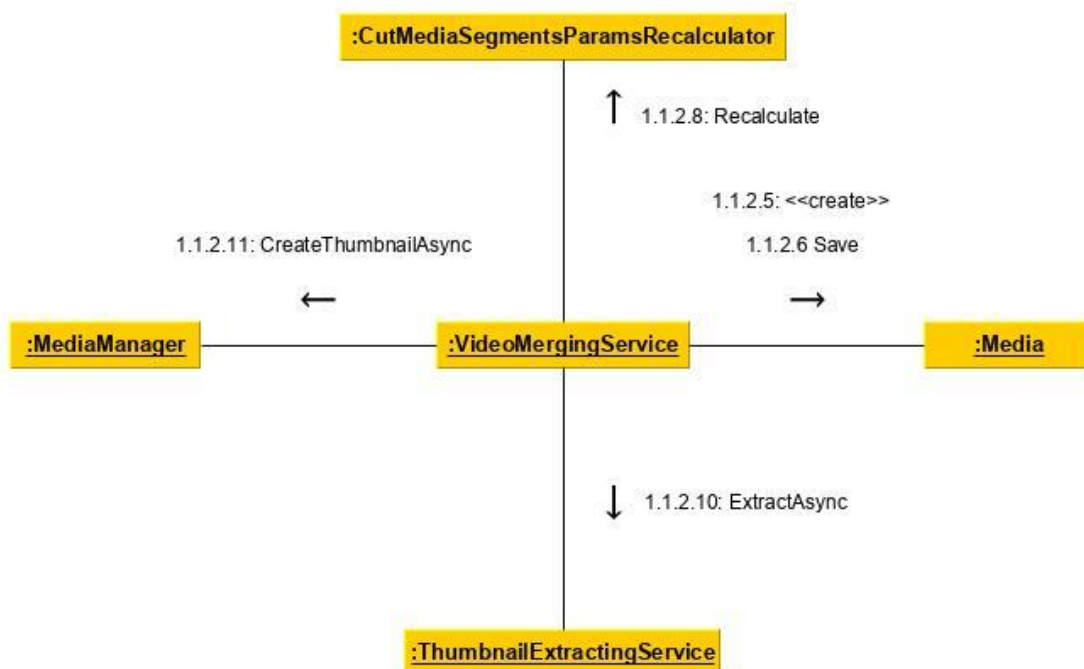 :CutMediaSegmentsParamsRecalculator
1.1.2.8: Recalculate
1.1.2.5: <<create>>
1.1.2.6 Save
1.1.2.11: CreateThumbnailAsync
:MediaManager
:VideoMergingService
:Media
1.1.2.10: ExtractAsync
:ThumbnailExtractingService